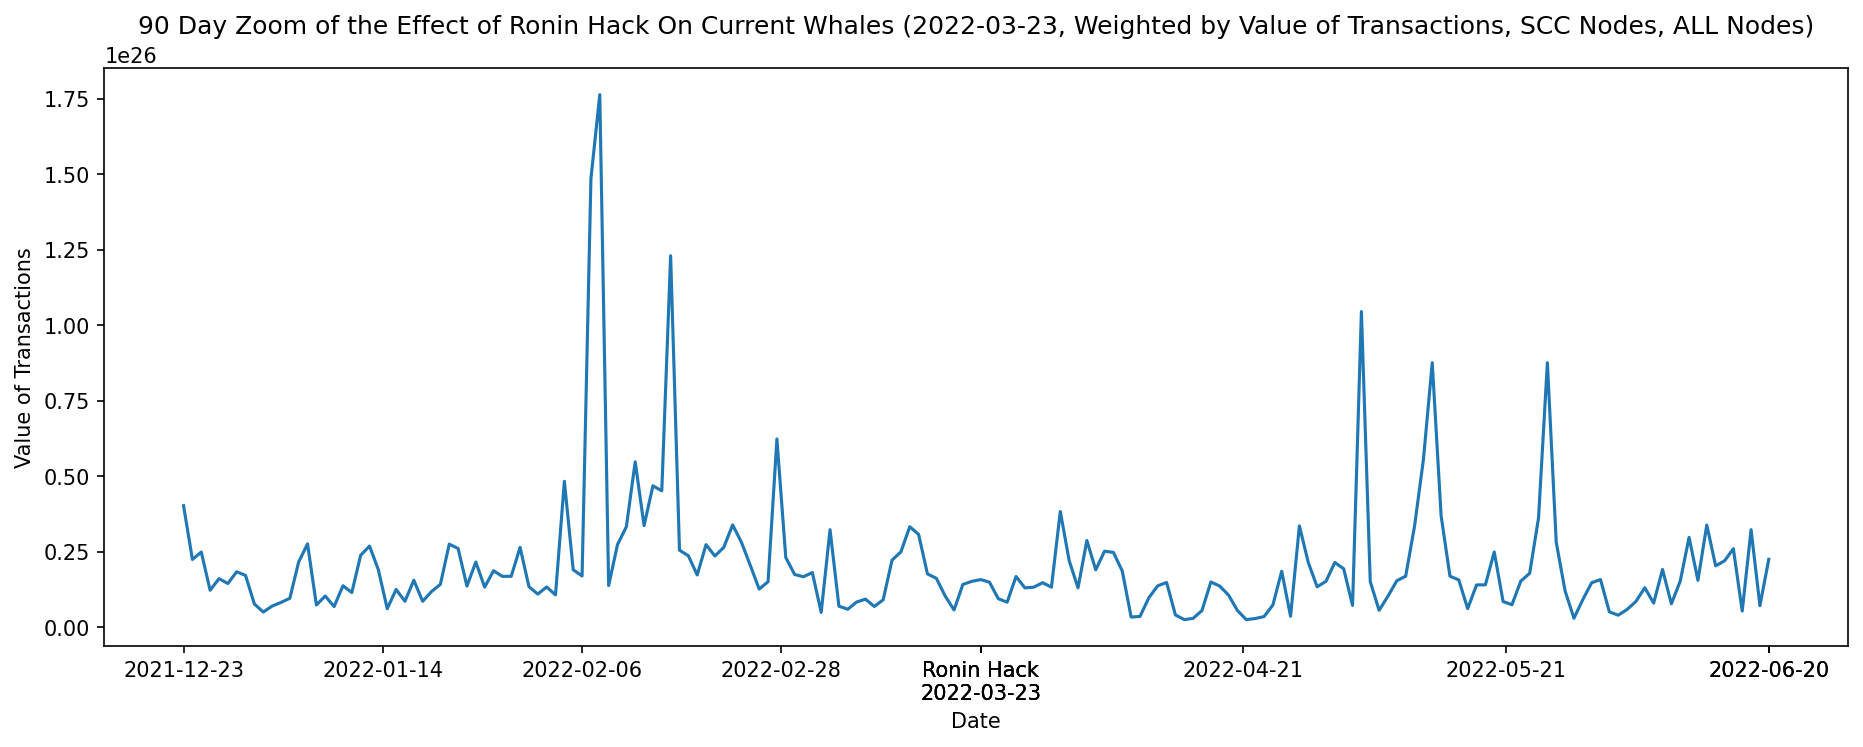 90 Day Zoom of the Effect of Ronin Hack On Current Whales (2022-03-23, Weighted by Value of Transactions, SCC Nodes, ALL Nodes)
1e26
1.75
1.50
1.25
1.00
0.75
0.50
0.25
0.00
Value of Transactions
2021-12-23 2022-01-14 2022-02-06 2022-02-28 Ronin Hack 2022-04-21 2022-05-21 2022-06-20
2022-03-23
Date